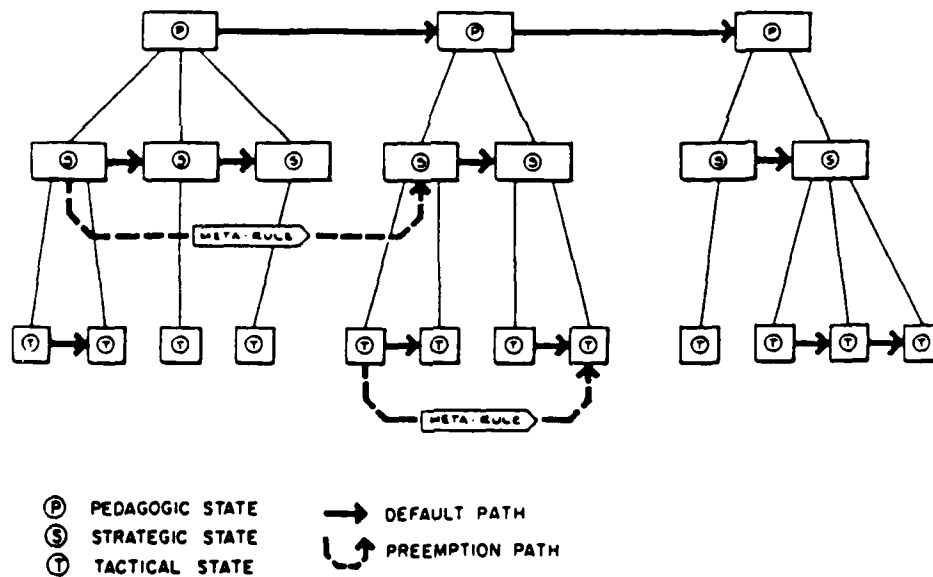 P P P
S S S S S S S
META-RULE
T T T T T T T T T T T T
META-RULE
P PEDAGOGIC STATE
S STRATEGIC STATE
T TACTICAL STATE
DEFAULT PATH
PREEMPTION PATH